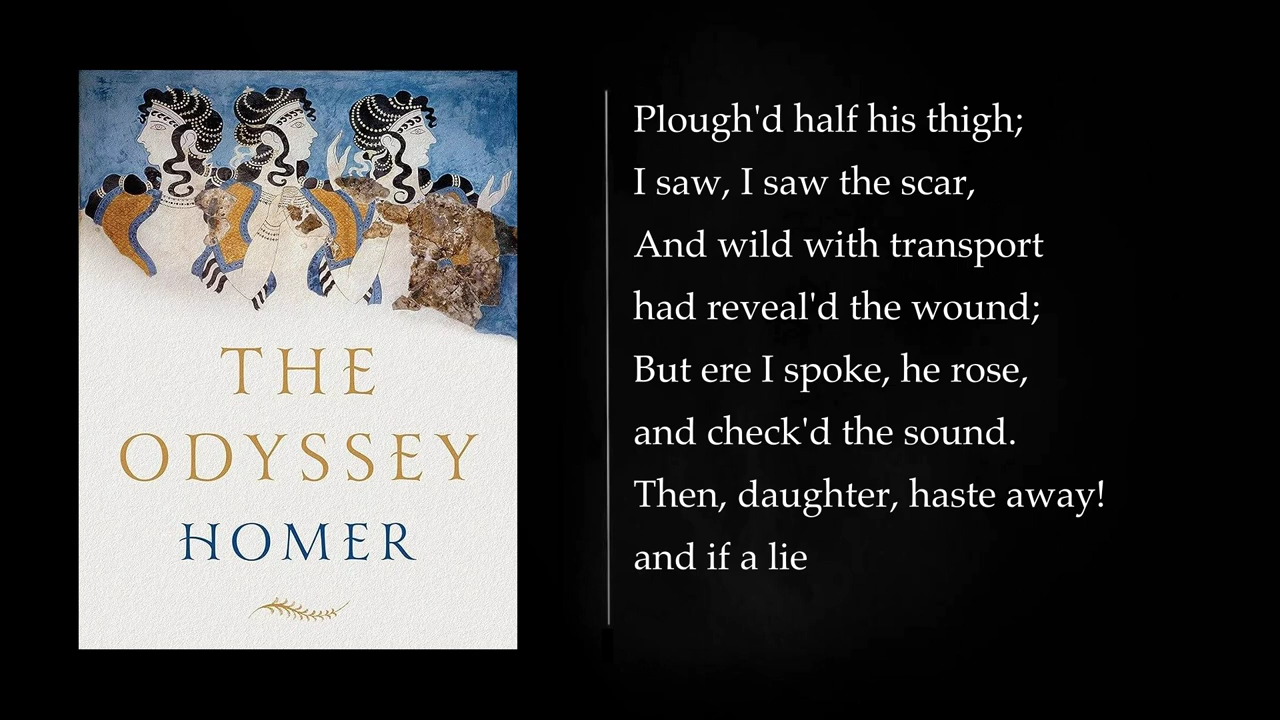 THE
ODYSSEY
HOMER
Plough'd half his thigh;
I saw, I saw the scar,
And wild with transport
had reveal'd the wound;
But ere I spoke, he rose,
and check'd the sound.
Then, daughter, haste away!
and if a lie